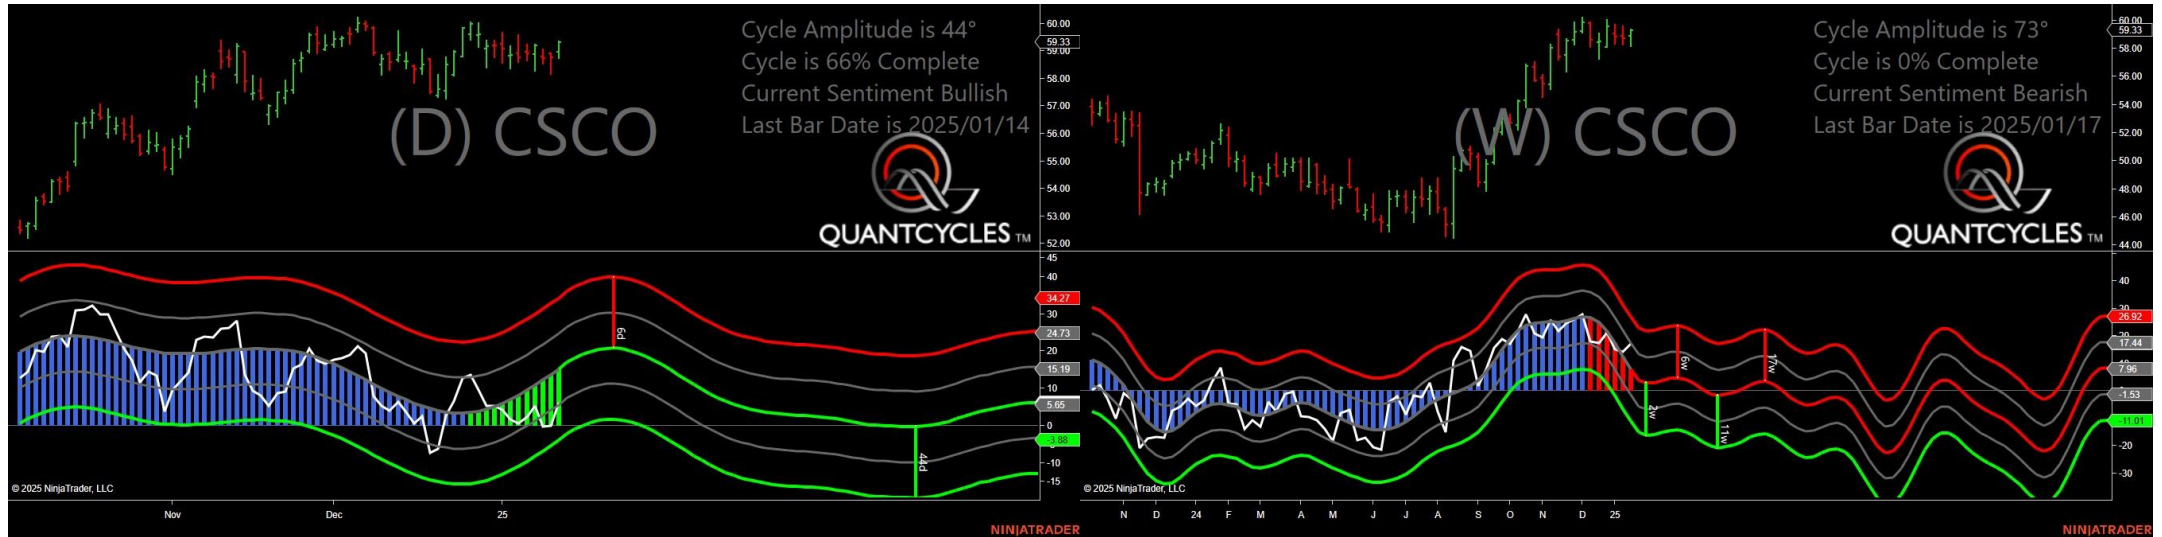 Cycle Amplitude is 44°
Cycle is 66% Complete
Current Sentiment Bullish
Last Bar Date is 2025/01/14
(D) CSCO
QUANTCYCLES TM
60.00
59.33
59.00
58.00
57.00
56.00
55.00
54.00
53.00
52.00
45
40
34.27
30
24.73
20
15.19
10
5.65
0
-3.88
-10
-15
6d
44d
© 2025 NinjaTrader, LLC
Nov
Dec
25
NINJATRADER
Cycle Amplitude is 73°
Cycle is 0% Complete
Current Sentiment Bearish
Last Bar Date is 2025/01/17
(W) CSCO
QUANTCYCLES TM
60.00
59.33
58.00
56.00
54.00
52.00
50.00
48.00
46.00
44.00
40
26.92
17.44
7.96
-1.53
-11.01
-20
-30
2w
6w
11w
17w
© 2025 NinjaTrader, LLC
N D 24 F M A M J J A S O N D 25
NINJATRADER